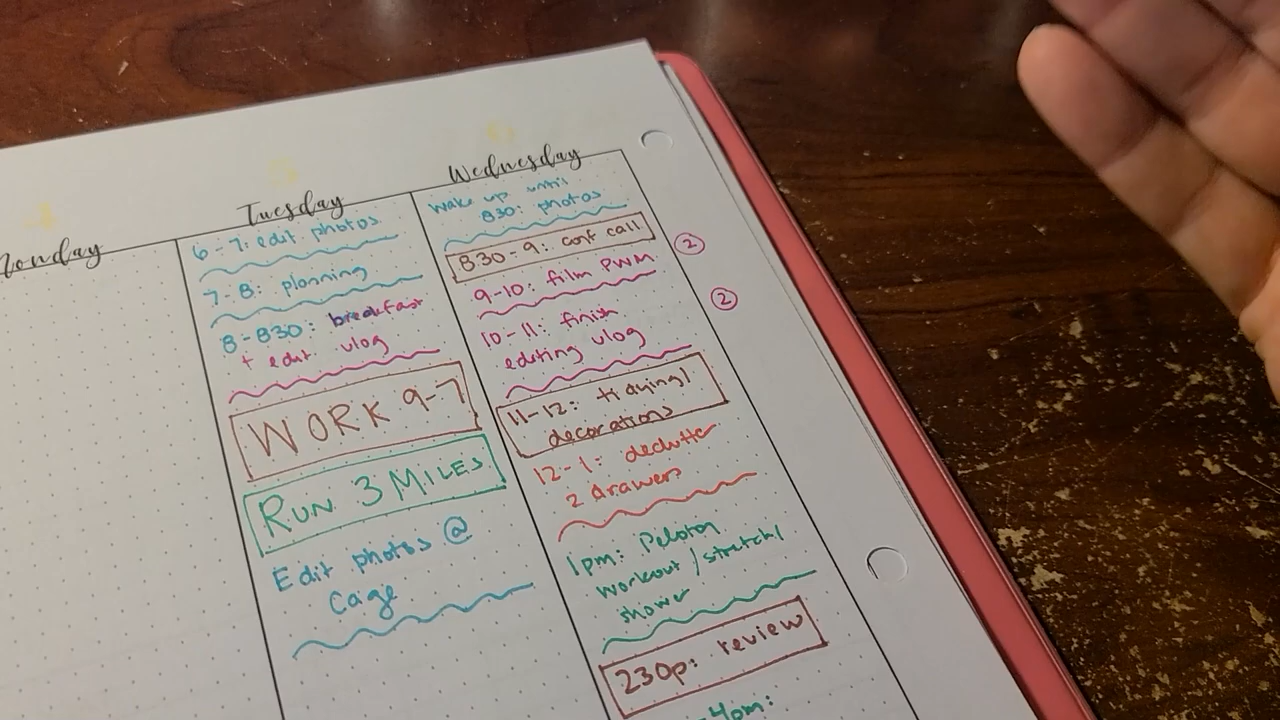 Monday
Tuesday
6-7: edit photos
7-8: planning
8-830: breakfast
+ edit vlog
WORK 9-7
RUN 3 MILES
Edit photos @
Cage
Wednesday
Wake up until
830: photos
830-9: conf call
2
9-10: film PWM
2
10-11: finish
editing vlog
11-12: training/
decorations
12-1: declutter
2 drawers
1pm: Peloton
workout/stretch/
shower
230p: review
-4pm: